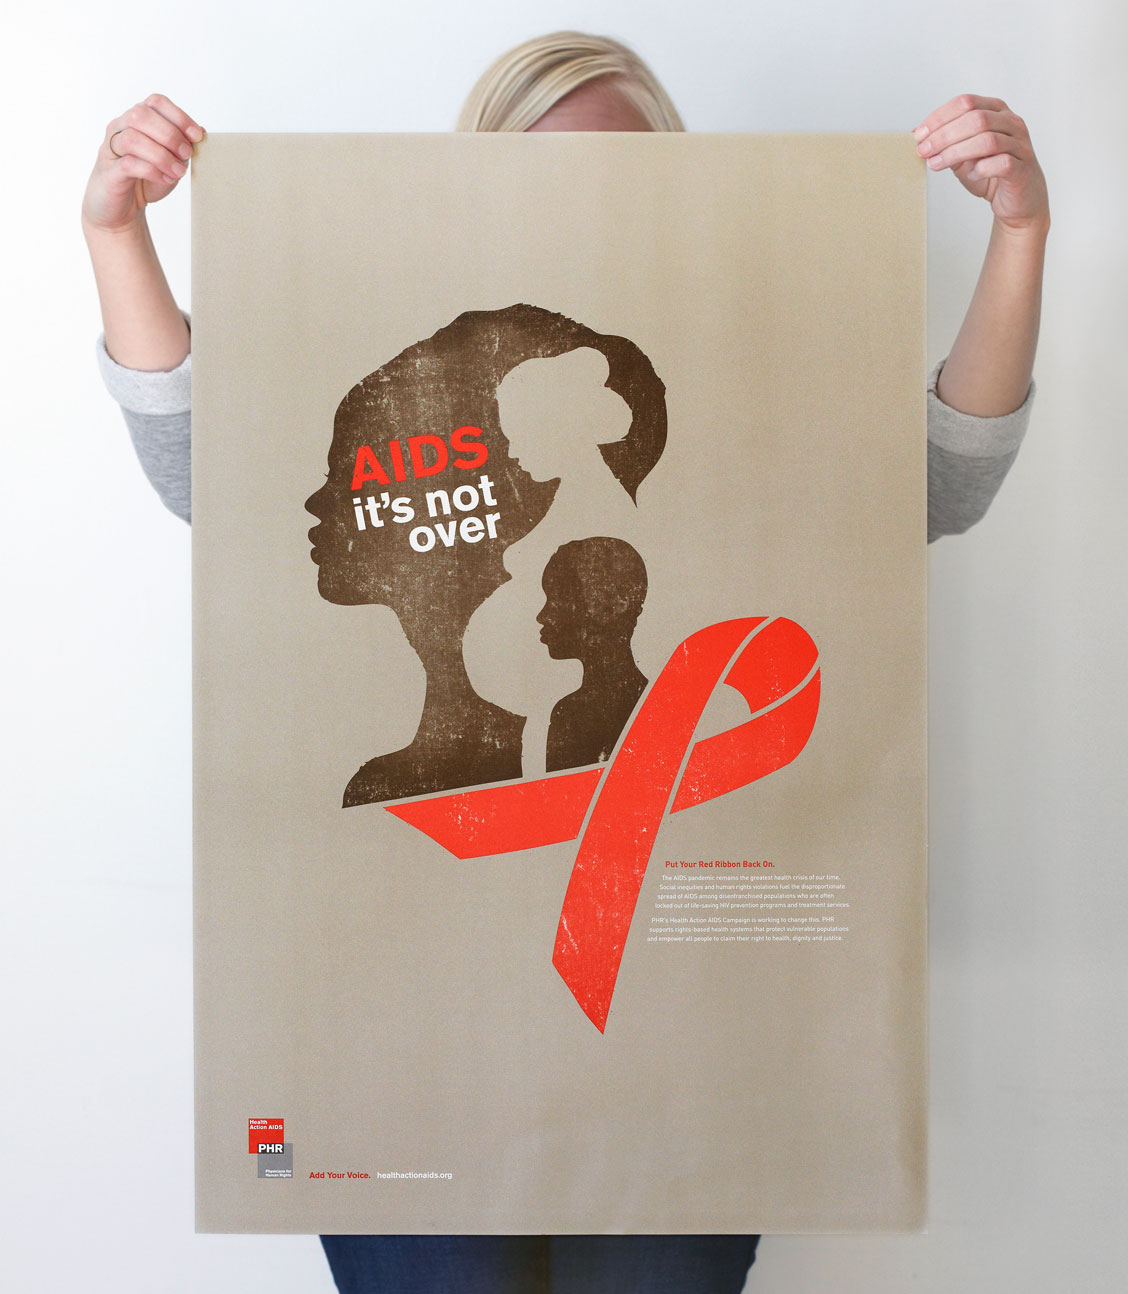 AIDS
it's not
over
Put Your Red Ribbon Back On.
The AIDS pandemic remains the greatest health crisis of our time.
Social inequities and human rights violations fuel the disproportionate
spread of AIDS among disenfranchised populations who are often
locked out of life-saving HIV prevention programs and treatment services
PHR's Health Action AIDS Campaign is working to change this. PHR
supports rights-based health systems that protect vulnerable populations
and empower all people to claim their right to health, dignity and justice
Health
Action AIDS
PHR
Physicians for
Human Rights
Add Your Voice. healthactionaids.org